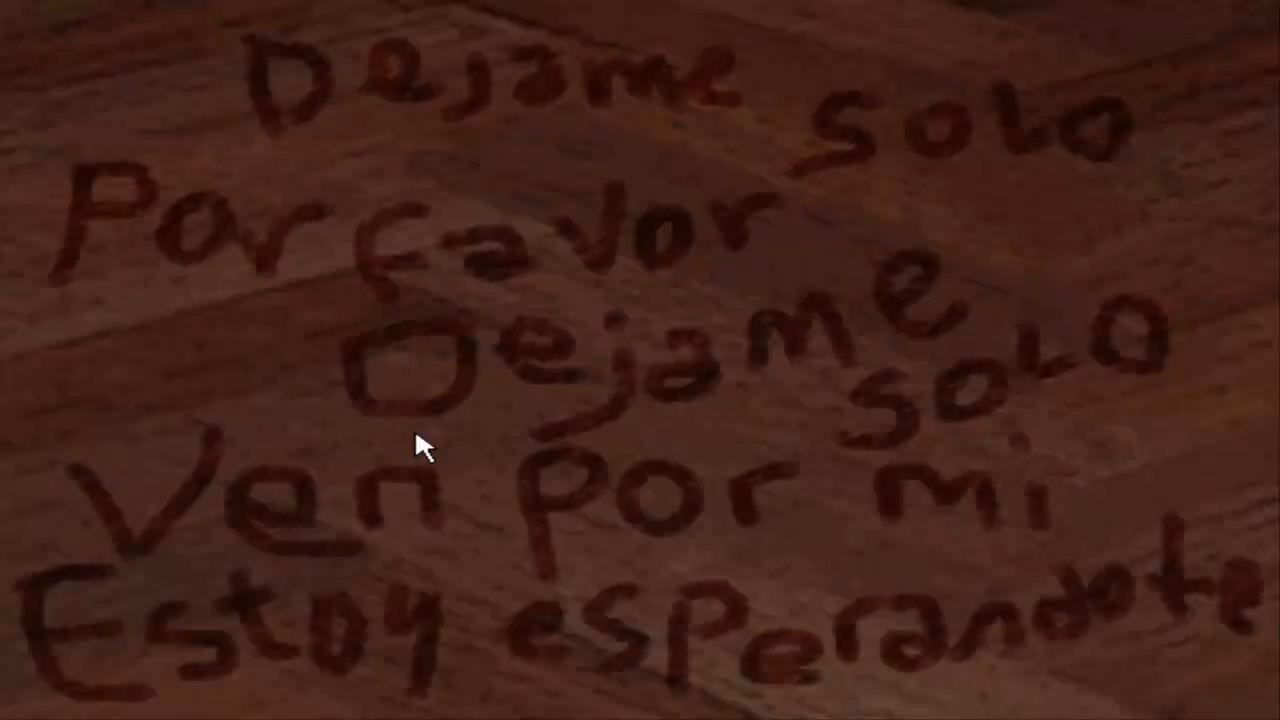 Dejame solo
Por favor
Dejame solo
Ven por mi
Estoy esperandote